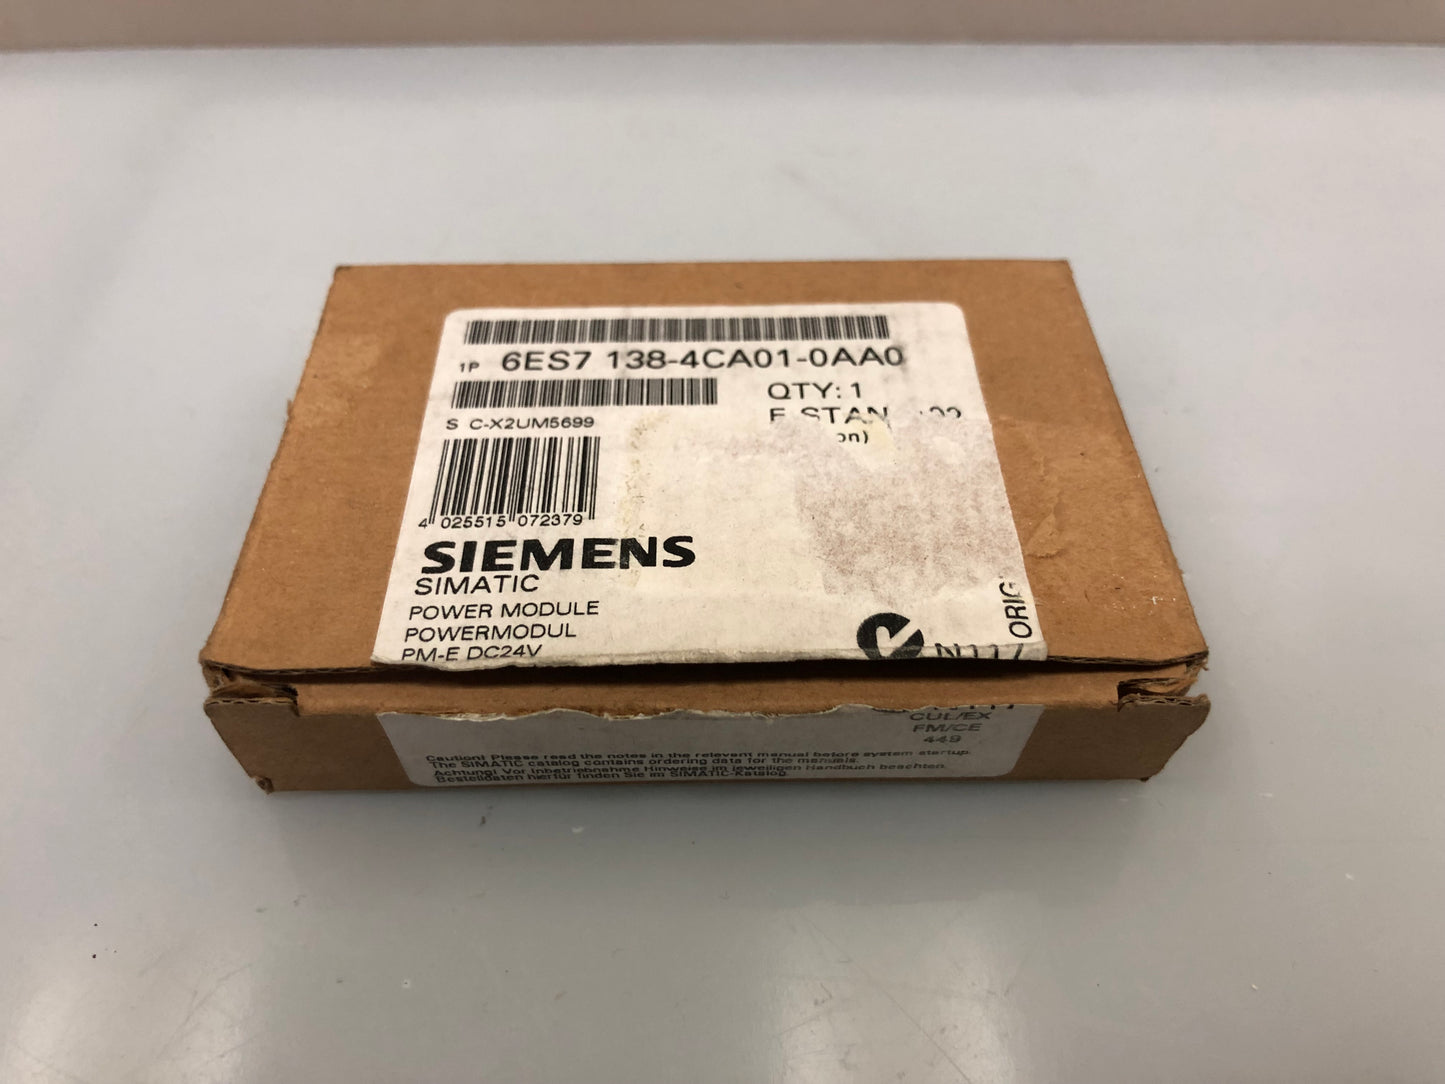 1P 6ES7 138-4CA01-0AA0
QTY: 1
S C-X2UM5699
4 025515 072379
SIEMENS
SIMATIC
POWER MODULE
POWERMODUL
PM-E DC24V
N117
ORIG
CUL/EX
FM/CE
449
Caution! Please read the notes in the relevant manual before system startup.
The SIMATIC catalog contains ordering data for the manuals.
Achtung! Vor Inbetriebnahme Hinweise im jeweiligen Handbuch beachten.
Bestelldaten hierfür finden Sie im SIMATIC-Katalog.